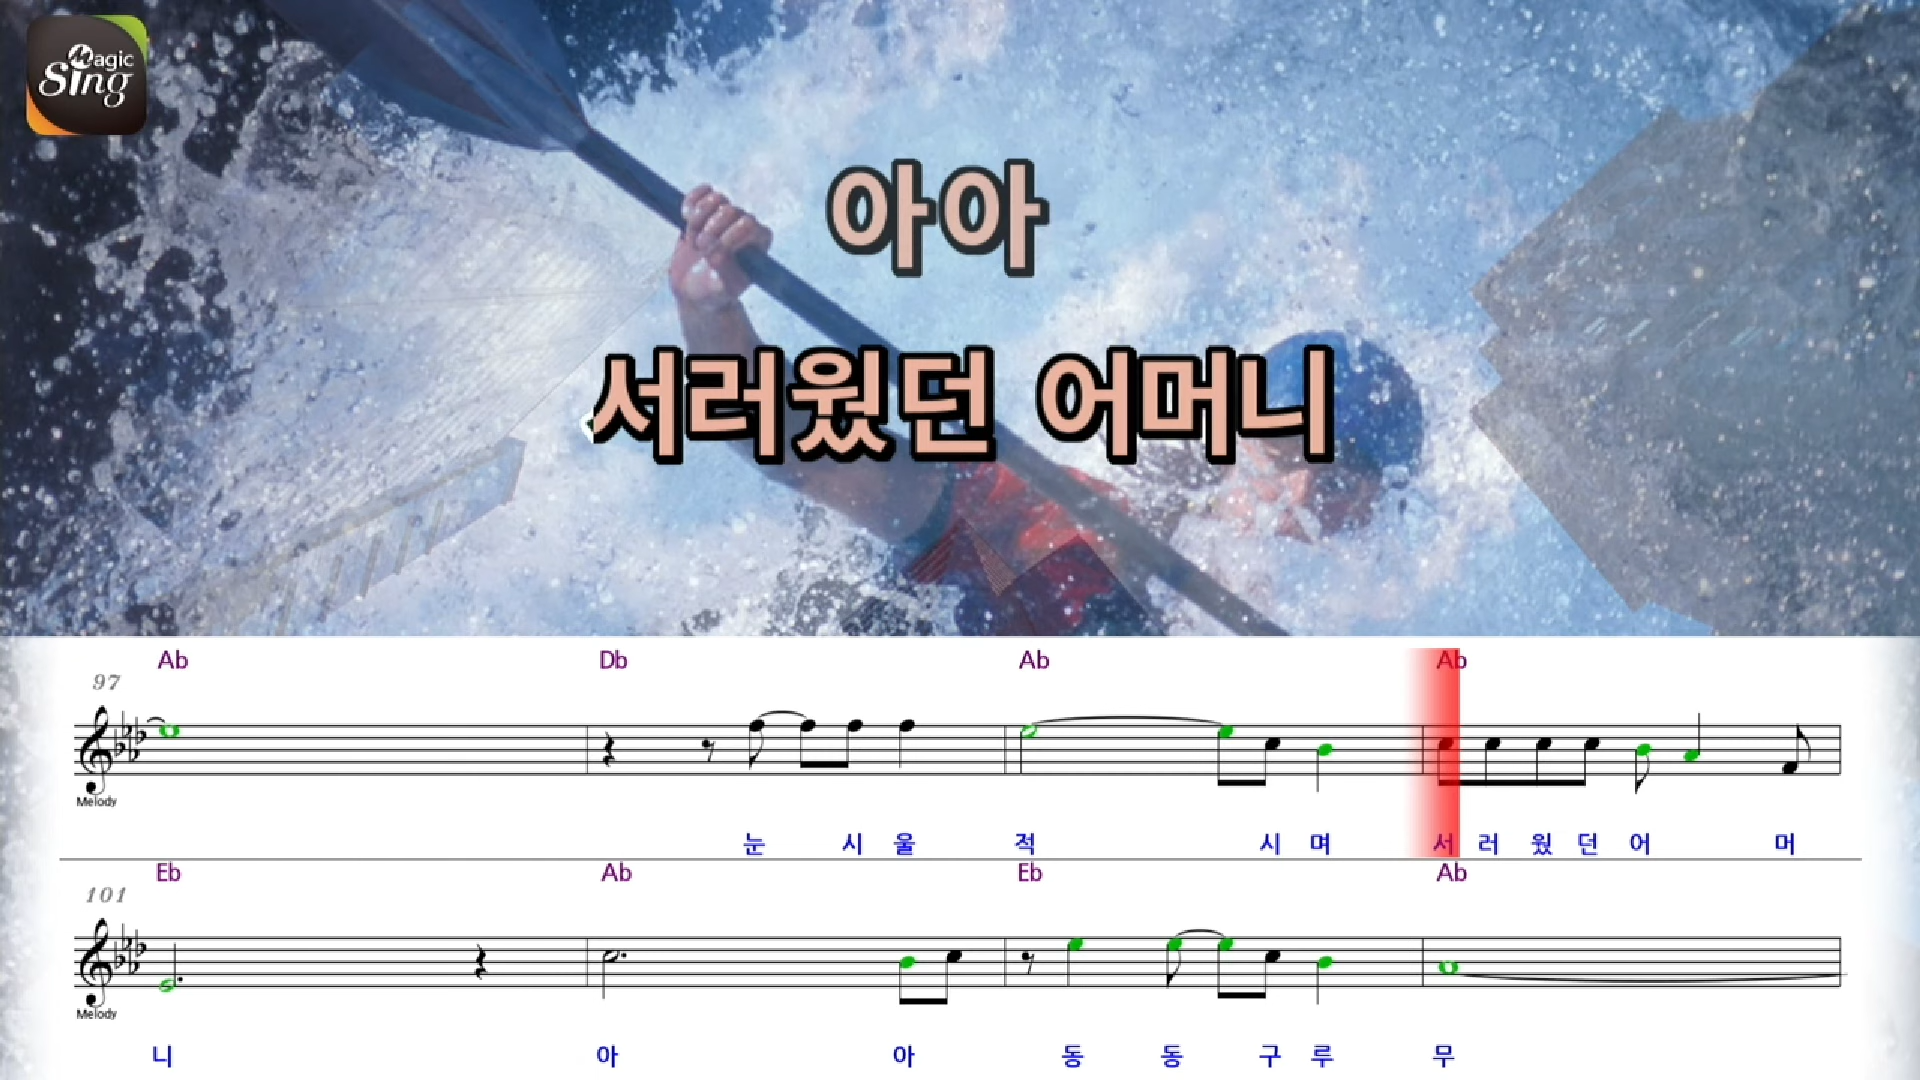 Magic
Sing
아아
서러웠던 어머니
Ab Db Ab Ab
97
Melody
눈 시 울 적 시 며 서 러 웠 던 어 머
Eb Ab Eb Ab
101
Melody
니 아 아 동 동 구 루 무